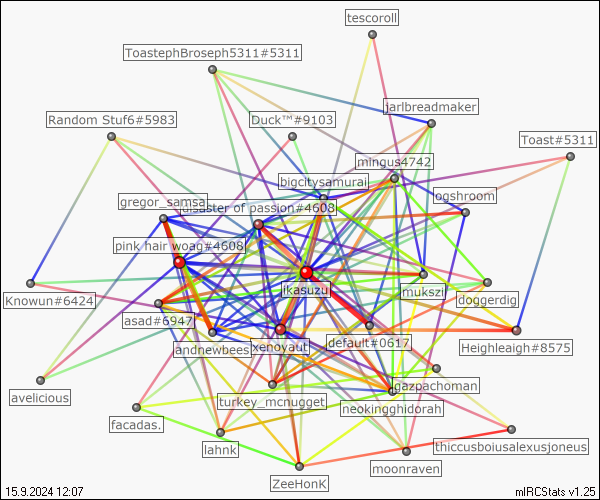 tescoroll
ToastephBroseph5311#5311
jarlbreadmaker
Random Stuf6#5983
Duck™#9103
Toast#5311
mingus4742
bigcitysamurai
gregor_samsa
disaster of passion#4608
ogshroom
pink hair woag#4608
ikasuzu
mukszi
doggerdig
Knowun#6424
asad#6947
andnewbees
xenoyaut
default#0617
Heighleaigh#8575
gazpachoman
avelicious
turkey_mcnugget
neokingghidorah
facadas.
lahnk
thiccusboiusalexusjoneus
moonraven
ZeeHonK
15.9.2024 12:07
mIRCStats v1.25